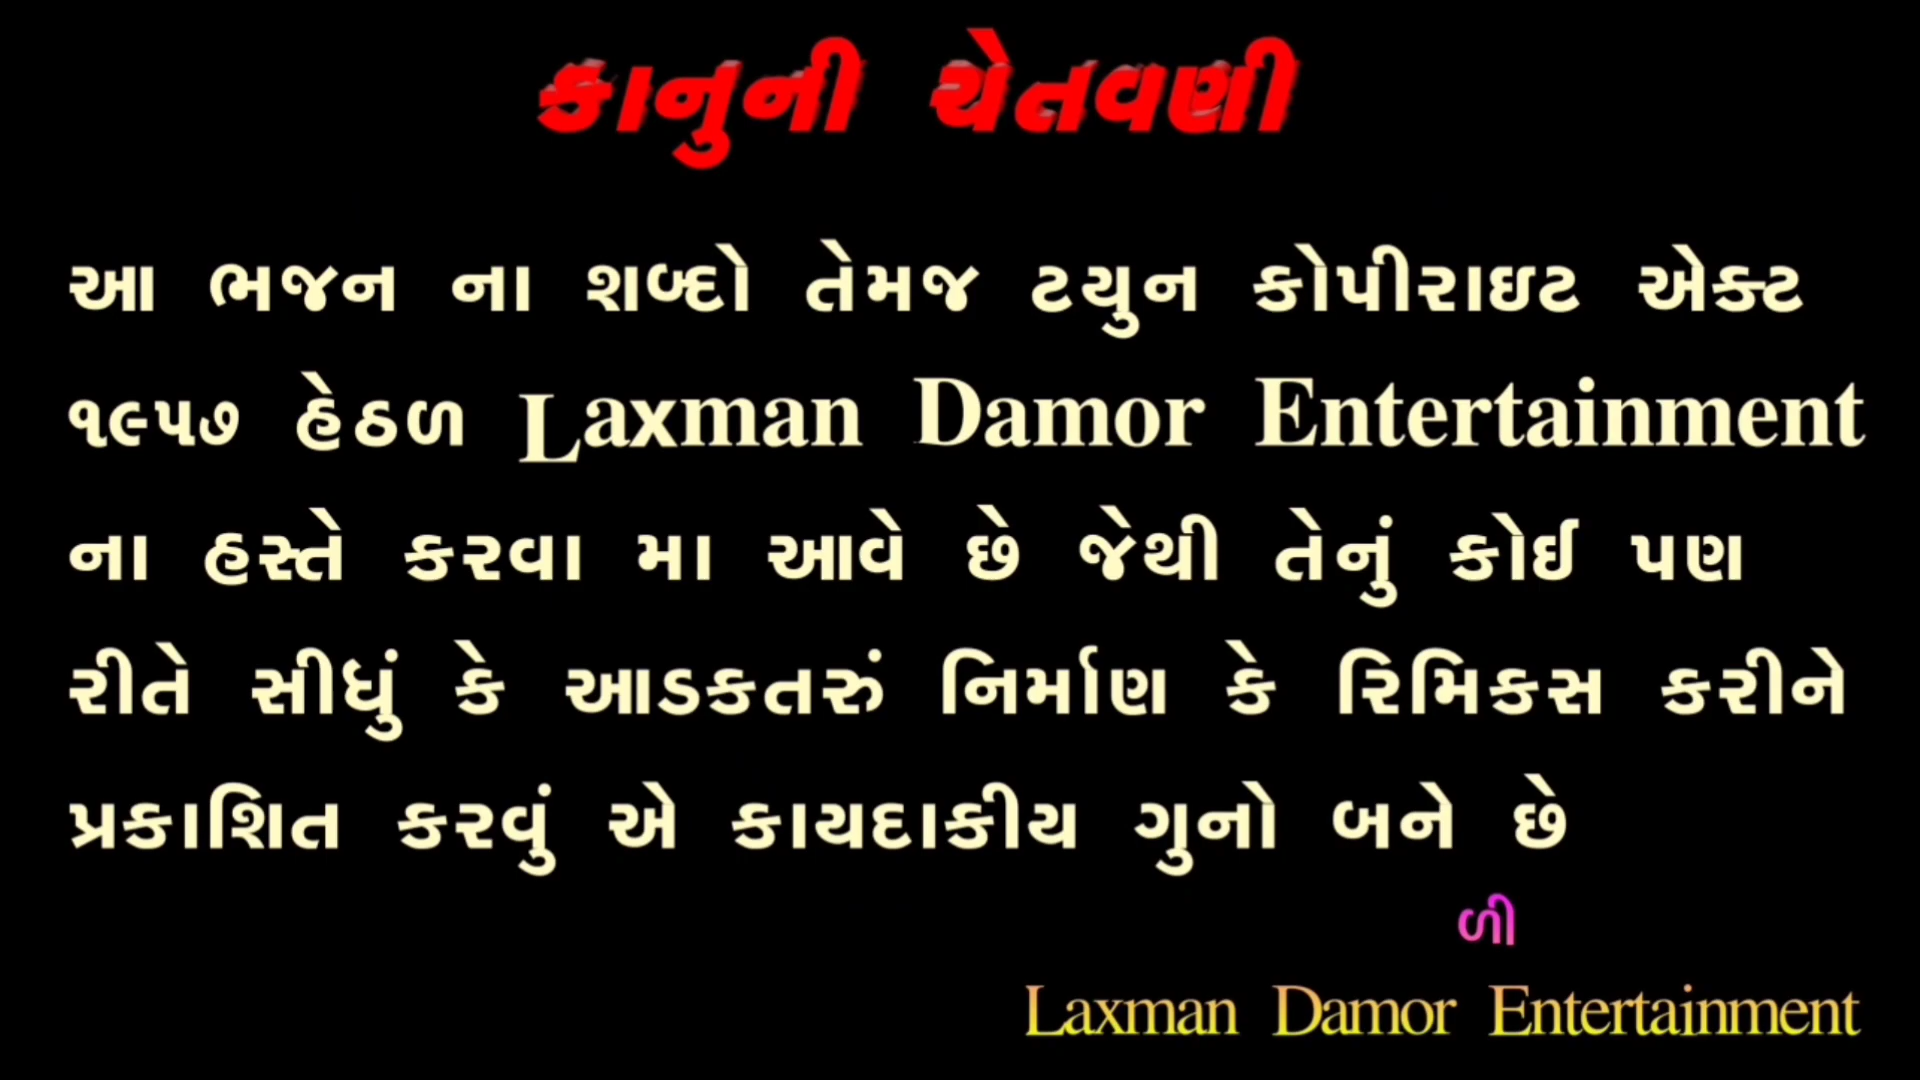 કાનુની ચેતવણી
આ ભજન ના શબ્દો તેમજ ટયુન કોપીરાઇટ એક્ટ
૧૯૫૭ હેઠળ Laxman Damor Entertainment
ના હસ્તે કરવા મા આવે છે જેથી તેનું કોઈ પણ
રીતે સીધું કે આડકતરું નિર્માણ કે રિમિકસ કરીને
પ્રકાશિત કરવું એ કાયદાકીય ગુનો બને છે
ળી
Laxman Damor Entertainment